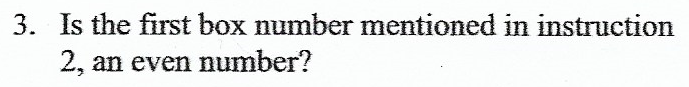 3. Is the first box number mentioned in instruction
2, an even number?